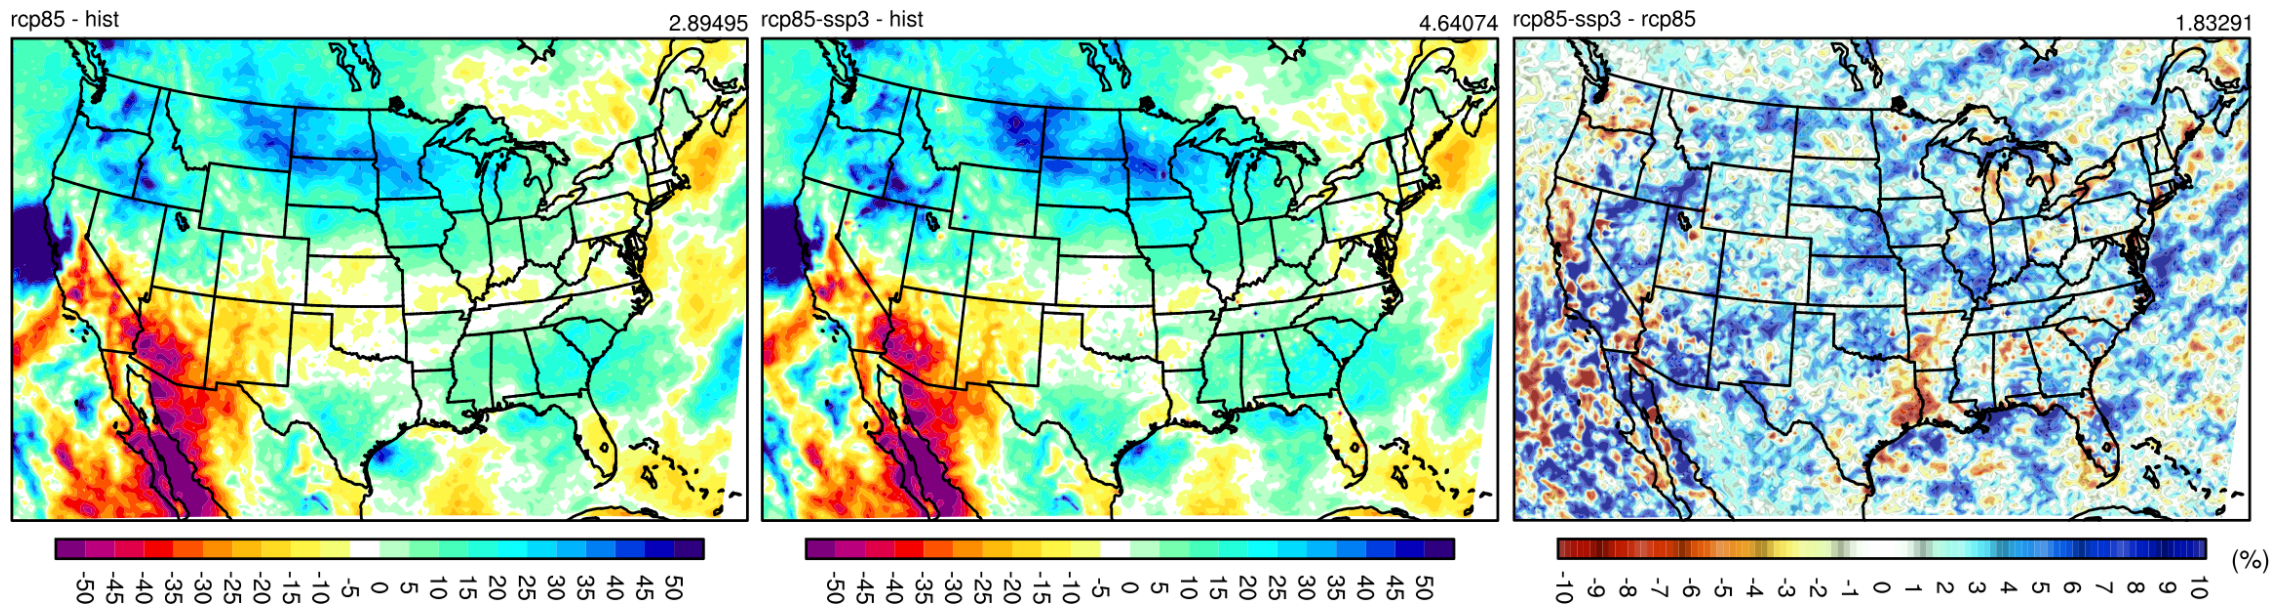 rcp85 - hist 2.89495
rcp85-ssp3 - hist 4.64074
rcp85-ssp3 - rcp85 1.83291
-50 -45 -40 -35 -30 -25 -20 -15 -10 -5 0 5 10 15 20 25 30 35 40 45 50
-50 -45 -40 -35 -30 -25 -20 -15 -10 -5 0 5 10 15 20 25 30 35 40 45 50
-10 -9 -8 -7 -6 -5 -4 -3 -2 -1 0 1 2 3 4 5 6 7 8 9 10
(%)